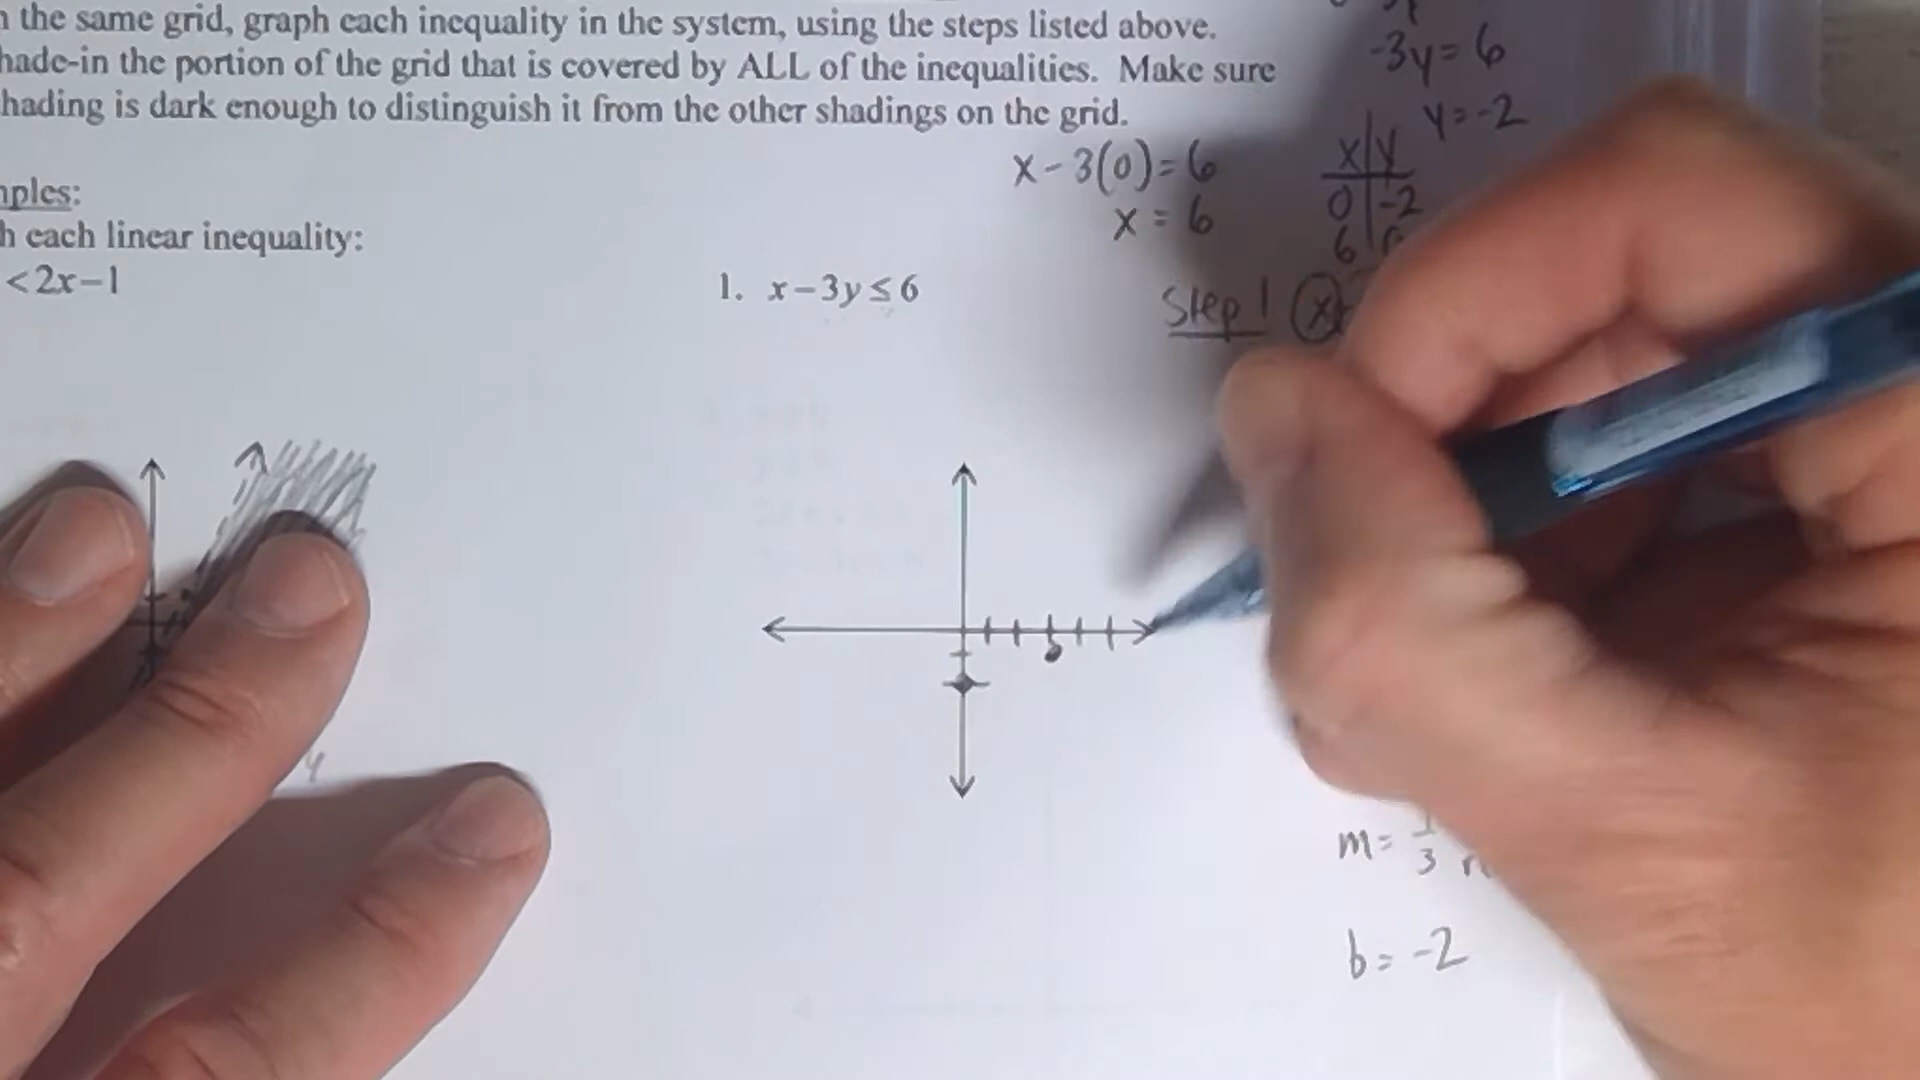 the same grid, graph each inequality in the system, using the steps listed above.
hade-in the portion of the grid that is covered by ALL of the inequalities. Make sure
hading is dark enough to distinguish it from the other shadings on the grid.
-3y=6
y=-2
x-3(0)=6
x=6
x y
0 -2
6
nples:
h each linear inequality:
<2x-1
1. x-3y≤6
Step 1 x
m= 1/3
b= -2